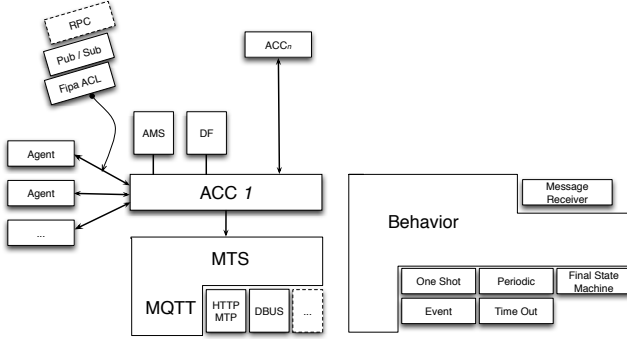 RPC
Pub / Sub
Fipa ACL
ACCn
AMS
DF
Agent
Agent
...
ACC 1
MTS
MQTT
HTTP
MTP
DBUS
...
Behavior
Message
Receiver
One Shot
Periodic
Final State
Machine
Event
Time Out